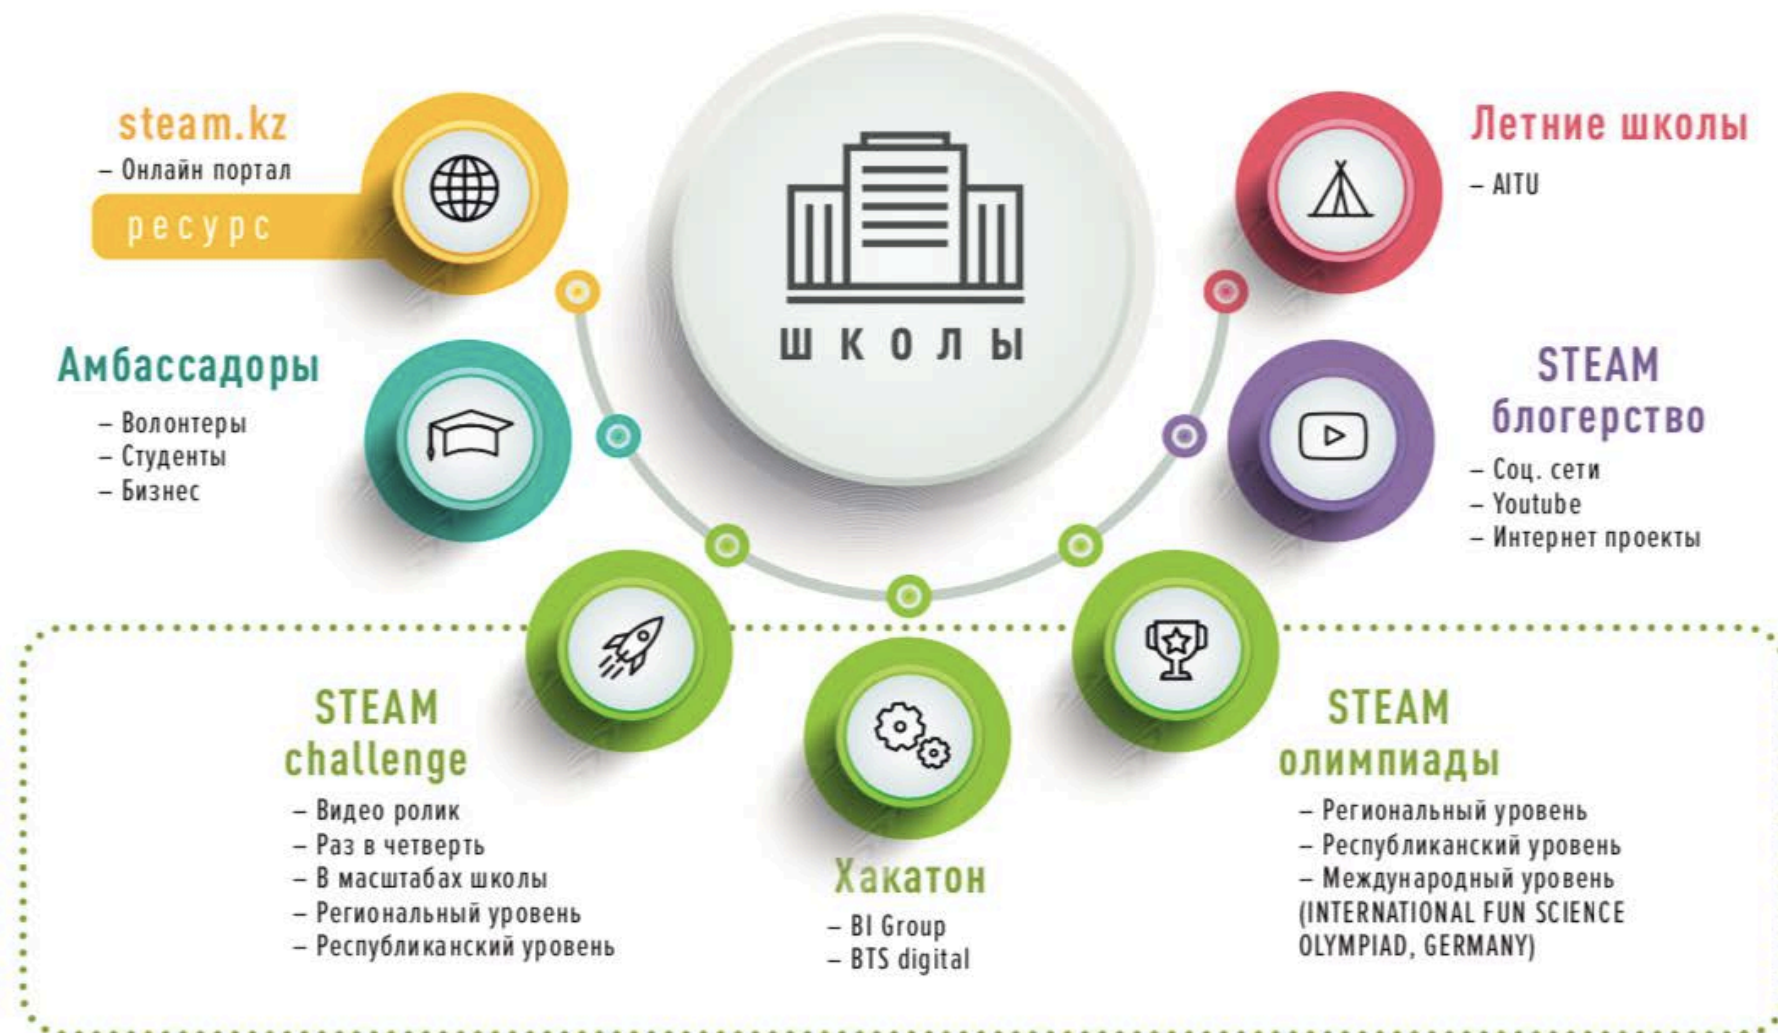 steam.kz
– Онлайн портал
ресурс
Амбассадоры
– Волонтеры
– Студенты
– Бизнес
ШКОЛЫ
Летние школы
– AITU
STEAM
блогерство
– Соц. сети
– Youtube
– Интернет проекты
STEAM
challenge
– Видео ролик
– Раз в четверть
– В масштабах школы
– Региональный уровень
– Республиканский уровень
Хакатон
– BI Group
– BTS digital
STEAM
олимпиады
– Региональный уровень
– Республиканский уровень
– Международный уровень
(INTERNATIONAL FUN SCIENCE
OLYMPIAD, GERMANY)